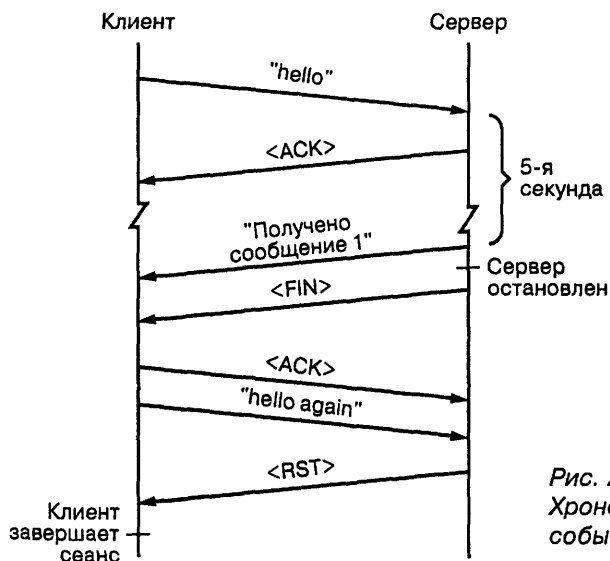 Клиент
Сервер
"hello"
<ACK>
5-я
секунда
"Получено
сообщение 1"
Сервер
остановлен
<FIN>
<ACK>
"hello again"
<RST>
Рис.
Хроно
собы
Клиент
завершает
сеанс